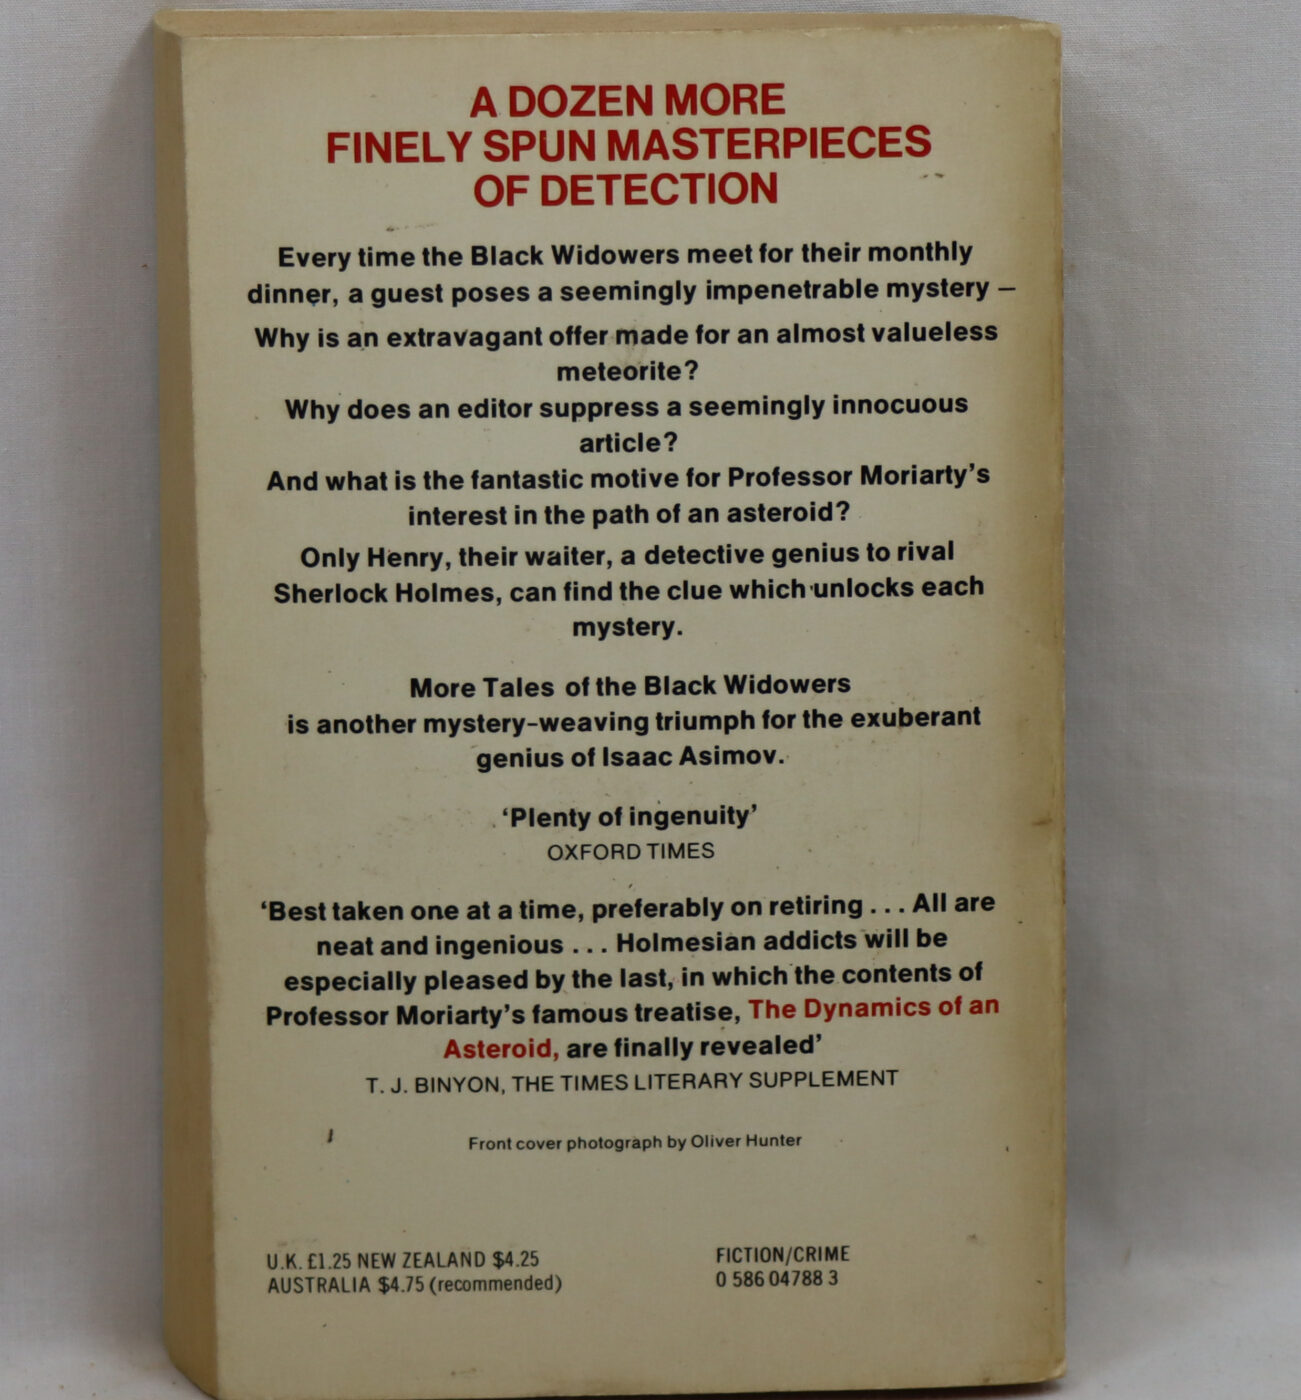 A DOZEN MORE
FINELY SPUN MASTERPIECES
OF DETECTION
Every time the Black Widowers meet for their monthly
dinner, a guest poses a seemingly impenetrable mystery –
Why is an extravagant offer made for an almost valueless
meteorite?
Why does an editor suppress a seemingly innocuous
article?
And what is the fantastic motive for Professor Moriarty's
interest in the path of an asteroid?
Only Henry, their waiter, a detective genius to rival
Sherlock Holmes, can find the clue which unlocks each
mystery.
More Tales of the Black Widowers
is another mystery-weaving triumph for the exuberant
genius of Isaac Asimov.
‘Plenty of ingenuity’
OXFORD TIMES
‘Best taken one at a time, preferably on retiring . . . All are
neat and ingenious . . . Holmesian addicts will be
especially pleased by the last, in which the contents of
Professor Moriarty's famous treatise, The Dynamics of an
Asteroid, are finally revealed’
T. J. BINYON, THE TIMES LITERARY SUPPLEMENT
Front cover photograph by Oliver Hunter
U.K. £1.25 NEW ZEALAND $4.25
AUSTRALIA $4.75 (recommended)
FICTION/CRIME
0 586 04788 3